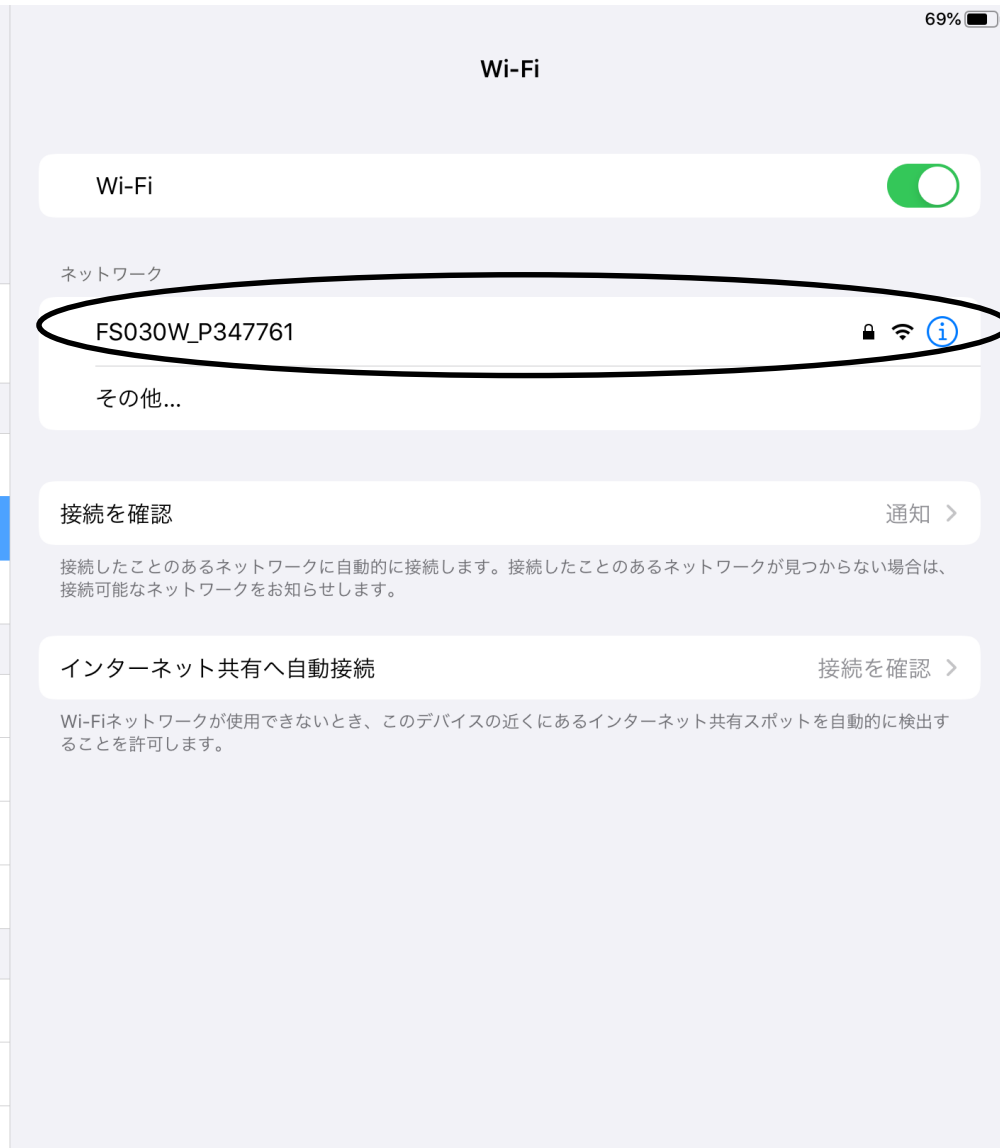 69%
Wi-Fi
Wi-Fi
ネットワーク
FS030W_P347761
その他...
接続を確認
通知
接続したことのあるネットワークに自動的に接続します。接続したことのあるネットワークが見つからない場合は、
接続可能なネットワークをお知らせします。
インターネット共有へ自動接続
接続を確認
Wi-Fiネットワークが使用できないとき、このデバイスの近くにあるインターネット共有スポットを自動的に検出す
ることを許可します。